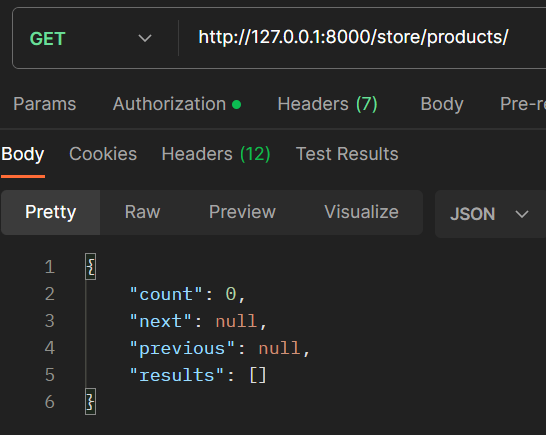 GET http://127.0.0.1:8000/store/products/
Params Authorization Headers (7) Body Pre-r
Body Cookies Headers (12) Test Results
Pretty Raw Preview Visualize JSON
1 {
2 "count": 0,
3 "next": null,
4 "previous": null,
5 "results": []
6 }